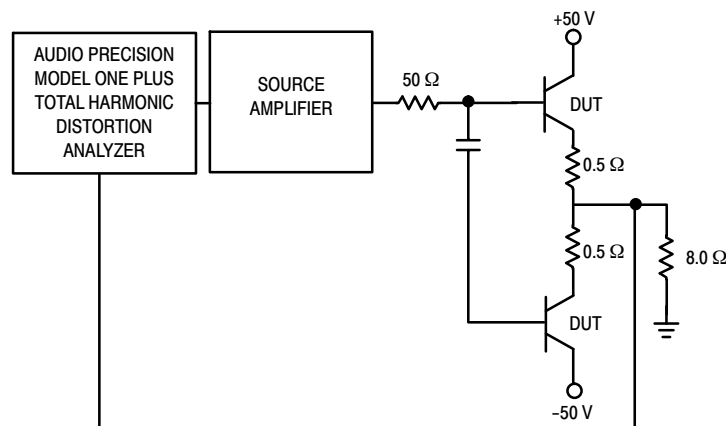 +50 V
AUDIO PRECISION
MODEL ONE PLUS
TOTAL HARMONIC
DISTORTION
ANALYZER
SOURCE
AMPLIFIER
50 Ω
DUT
0.5 Ω
0.5 Ω
8.0 Ω
DUT
-50 V